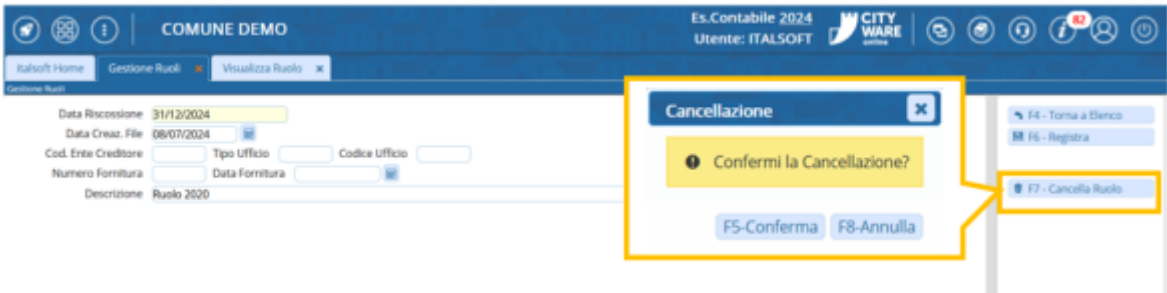 COMUNE DEMO
Es.Contabile 2024
Utente: ITALSOFT
CITY
WARE
online
82
italsoft Home
Gestione Ruoli ×
Visualizza Ruolo ×
Gestione Ruoli
Data Riscossione 31/12/2024
Data Creaz. File 08/07/2024
Cod. Ente Creditore Tipo Ufficio Codice Ufficio
Numero Fornitura Data Fornitura
Descrizione Ruolo 2020
Cancellazione ×
Confermi la Cancellazione?
F5-Conferma F8-Annulla
F4 - Torna a Elenco
F6 - Registra
F7 - Cancella Ruolo